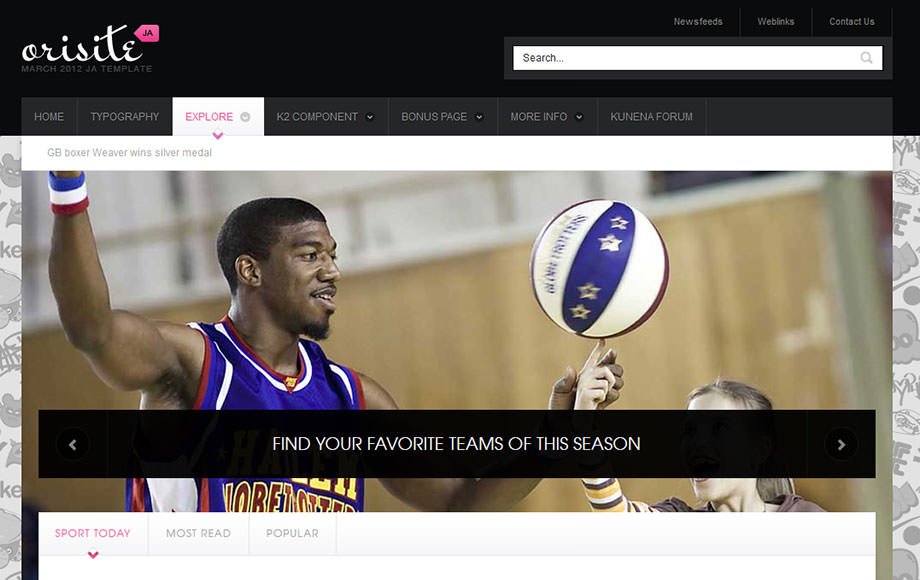 Newsfeeds
Weblinks
Contact Us
orisite JA
MARCH 2012 JA TEMPLATE
Search...
HOME
TYPOGRAPHY
EXPLORE
K2 COMPONENT
BONUS PAGE
MORE INFO
KUNENA FORUM
GB boxer Weaver wins silver medal
GLOBETROTTERS
FIND YOUR FAVORITE TEAMS OF THIS SEASON
SPORT TODAY
MOST READ
POPULAR